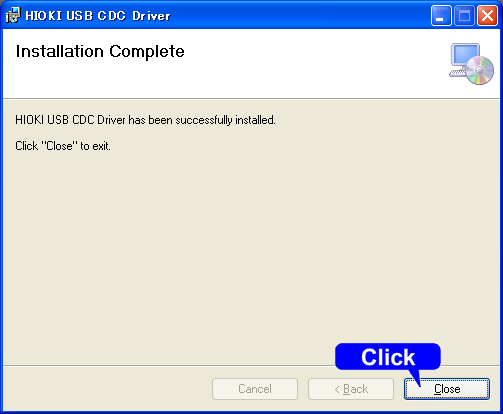 HIOKI USB CDC Driver
Installation Complete
HIOKI USB CDC Driver has been successfully installed.
Click "Close" to exit.
Click
Cancel
< Back
Close